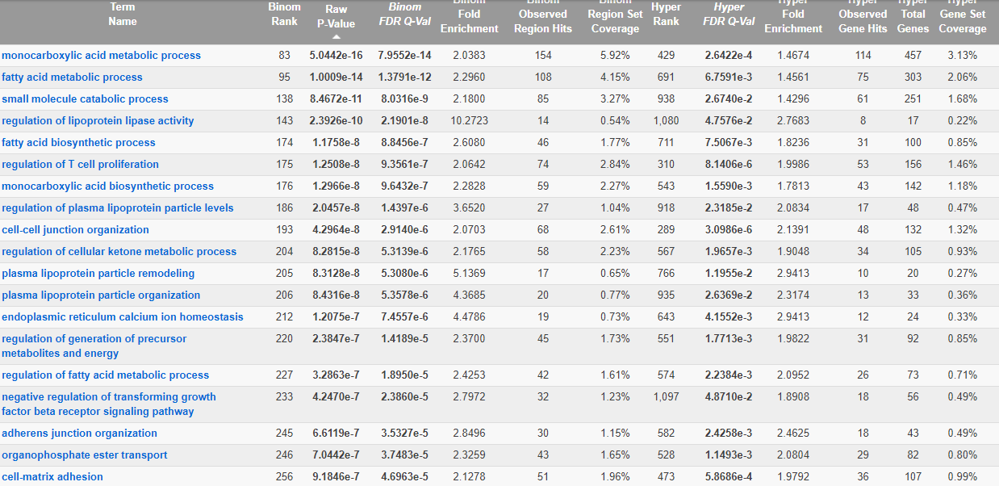 Term Name Binom Rank Raw P-Value Binom FDR Q-Val Binom Fold Enrichment Binom Observed Region Hits Binom Region Set Coverage Hyper Rank Hyper FDR Q-Val Hyper Fold Enrichment Hyper Observed Gene Hits Hyper Total Genes Hyper Gene Set Coverage
monocarboxylic acid metabolic process 83 5.0442e-16 7.9552e-14 2.0383 154 5.92% 429 2.6422e-4 1.4674 114 457 3.13%
fatty acid metabolic process 95 1.0009e-14 1.3791e-12 2.2960 108 4.15% 691 6.7591e-3 1.4561 75 303 2.06%
small molecule catabolic process 138 8.4672e-11 8.0316e-9 2.1800 85 3.27% 938 2.6740e-2 1.4296 61 251 1.68%
regulation of lipoprotein lipase activity 143 2.3926e-10 2.1901e-8 10.2723 14 0.54% 1,080 4.7576e-2 2.7683 8 17 0.22%
fatty acid biosynthetic process 174 1.1758e-8 8.8456e-7 2.6080 46 1.77% 711 7.5067e-3 1.8236 31 100 0.85%
regulation of T cell proliferation 175 1.2508e-8 9.3561e-7 2.0642 74 2.84% 310 8.1406e-6 1.9986 53 156 1.46%
monocarboxylic acid biosynthetic process 176 1.2966e-8 9.6432e-7 2.2828 59 2.27% 543 1.5590e-3 1.7813 43 142 1.18%
regulation of plasma lipoprotein particle levels 186 2.0457e-8 1.4397e-6 3.6520 27 1.04% 918 2.3185e-2 2.0834 17 48 0.47%
cell-cell junction organization 193 4.2964e-8 2.9140e-6 2.0703 68 2.61% 289 3.0986e-6 2.1391 48 132 1.32%
regulation of cellular ketone metabolic process 204 8.2815e-8 5.3139e-6 2.1765 58 2.23% 567 1.9657e-3 1.9048 34 105 0.93%
plasma lipoprotein particle remodeling 205 8.3128e-8 5.3080e-6 5.1369 17 0.65% 766 1.1955e-2 2.9413 10 20 0.27%
plasma lipoprotein particle organization 206 8.4316e-8 5.3578e-6 4.3685 20 0.77% 935 2.6369e-2 2.3174 13 33 0.36%
endoplasmic reticulum calcium ion homeostasis 212 1.2075e-7 7.4557e-6 4.4786 19 0.73% 643 4.1552e-3 2.9413 12 24 0.33%
regulation of generation of precursor metabolites and energy 220 2.3847e-7 1.4189e-5 2.3700 45 1.73% 551 1.7713e-3 1.9822 31 92 0.85%
regulation of fatty acid metabolic process 227 3.2863e-7 1.8950e-5 2.4253 42 1.61% 574 2.2384e-3 2.0952 26 73 0.71%
negative regulation of transforming growth factor beta receptor signaling pathway 233 4.2470e-7 2.3860e-5 2.7972 32 1.23% 1,097 4.8710e-2 1.8908 18 56 0.49%
adherens junction organization 245 6.6119e-7 3.5327e-5 2.8496 30 1.15% 582 2.4258e-3 2.4625 18 43 0.49%
organophosphate ester transport 246 7.0442e-7 3.7483e-5 2.3259 43 1.65% 528 1.1493e-3 2.0804 29 82 0.80%
cell-matrix adhesion 256 9.1846e-7 4.6963e-5 2.1278 51 1.96% 473 5.8686e-4 1.9792 36 107 0.99%